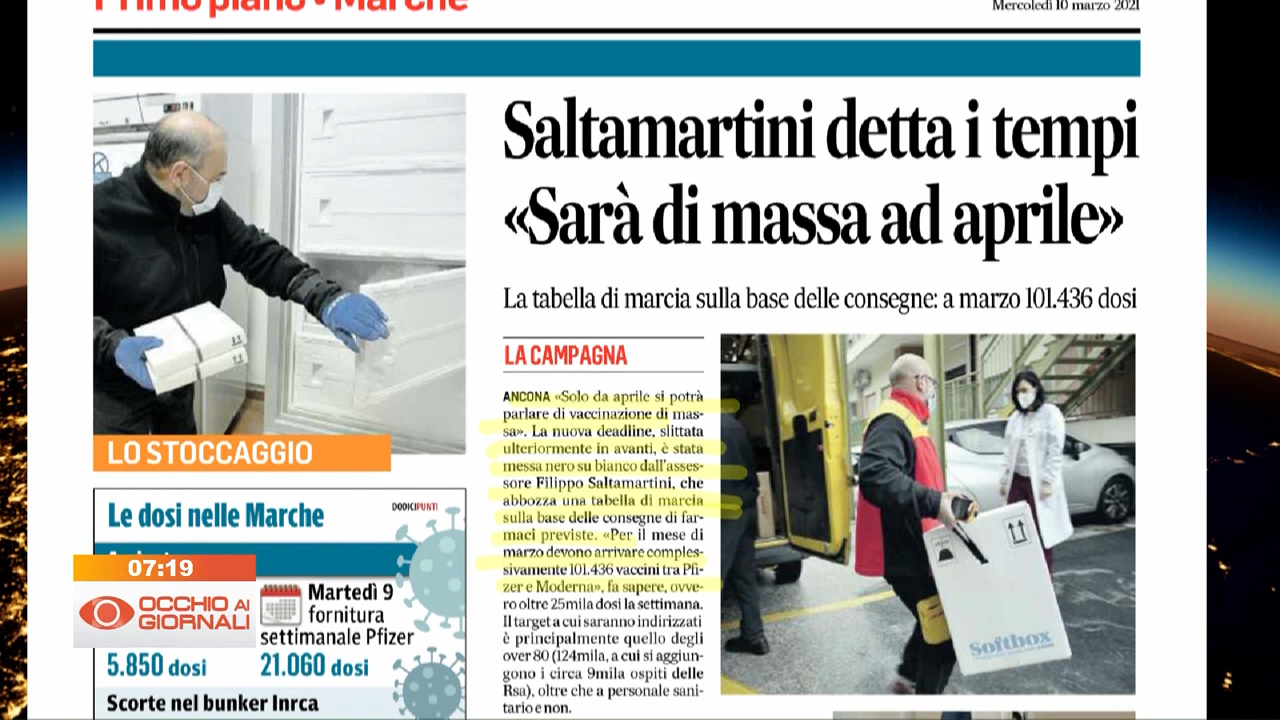 Primo piano • Marche
Mercoledì 10 marzo 2021
Saltamartini detta i tempi
«Sarà di massa ad aprile»
La tabella di marcia sulla base delle consegne: a marzo 101.436 dosi
LO STOCCAGGIO
Le dosi nelle Marche
DODICIPUNTI
07:19
OCCHIO AI
GIORNALI
Martedì 9
fornitura
settimanale Pfizer
5.850 dosi
21.060 dosi
Scorte nel bunker Inrca
LA CAMPAGNA
ANCONA «Solo da aprile si potrà
parlare di vaccinazione di mas-
sa». La nuova deadline, slittata
ulteriormente in avanti, è stata
messa nero su bianco dall'asses-
sore Filippo Saltamartini, che
abbozza una tabella di marcia
sulla base delle consegne di far-
maci previste. «Per il mese di
marzo devono arrivare comples-
sivamente 101.436 vaccini tra Pfi-
zer e Moderna», fa sapere, ovve-
ro oltre 25mila dosi la settimana.
Il target a cui saranno indirizzati
è principalmente quello degli
over 80 (124mila, a cui si aggiun-
gono i circa 9mila ospiti delle
Rsa), oltre che a personale sani-
tario e non.
Softbox